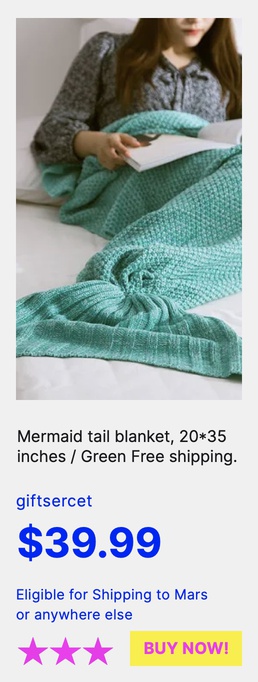 Mermaid tail blanket, 20*35
inches / Green Free shipping.
giftsercet
$39.99
Eligible for Shipping to Mars
or anywhere else
BUY NOW!